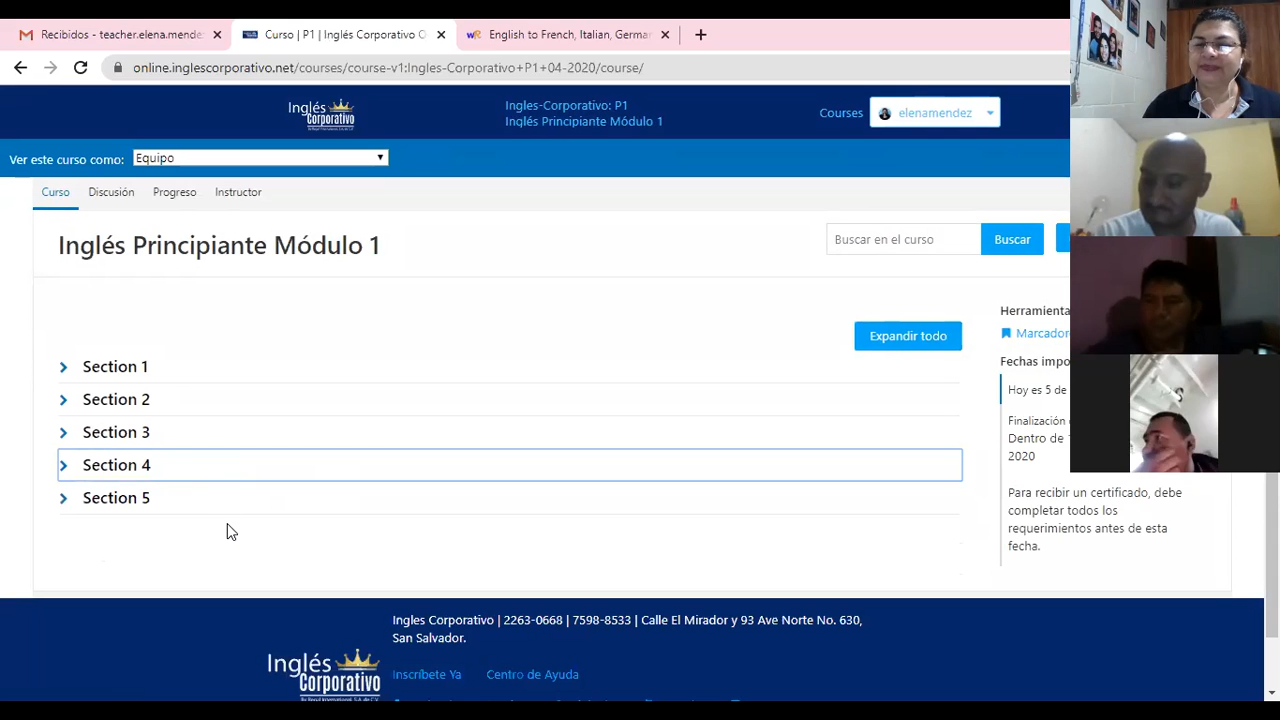 Recibidos - teacher.elena.mende
Curso | P1 | Inglés Corporativo O
English to French, Italian, Germar
online.inglescorporativo.net/courses/course-v1:Ingles-Corporativo+P1+04-2020/course/
Inglés
Corporativo
Ingles-Corporativo: P1
Inglés Principiante Módulo 1
Courses
elenamendez
Ver este curso como:
Equipo
Curso
Discusión
Progreso
Instructor
Inglés Principiante Módulo 1
Buscar en el curso
Buscar
Herramienta
Marcador
Expandir todo
Fechas impo
Section 1
Hoy es 5 de
Section 2
Finalización
Section 3
Dentro de
2020
Section 4
Section 5
Para recibir un certificado, debe
completar todos los
requerimientos antes de esta
fecha.
Ingles Corporativo | 2263-0668 | 7598-8533 | Calle El Mirador y 93 Ave Norte No. 630,
San Salvador.
Inglés
Corporativo
Inscríbete Ya
Centro de Ayuda